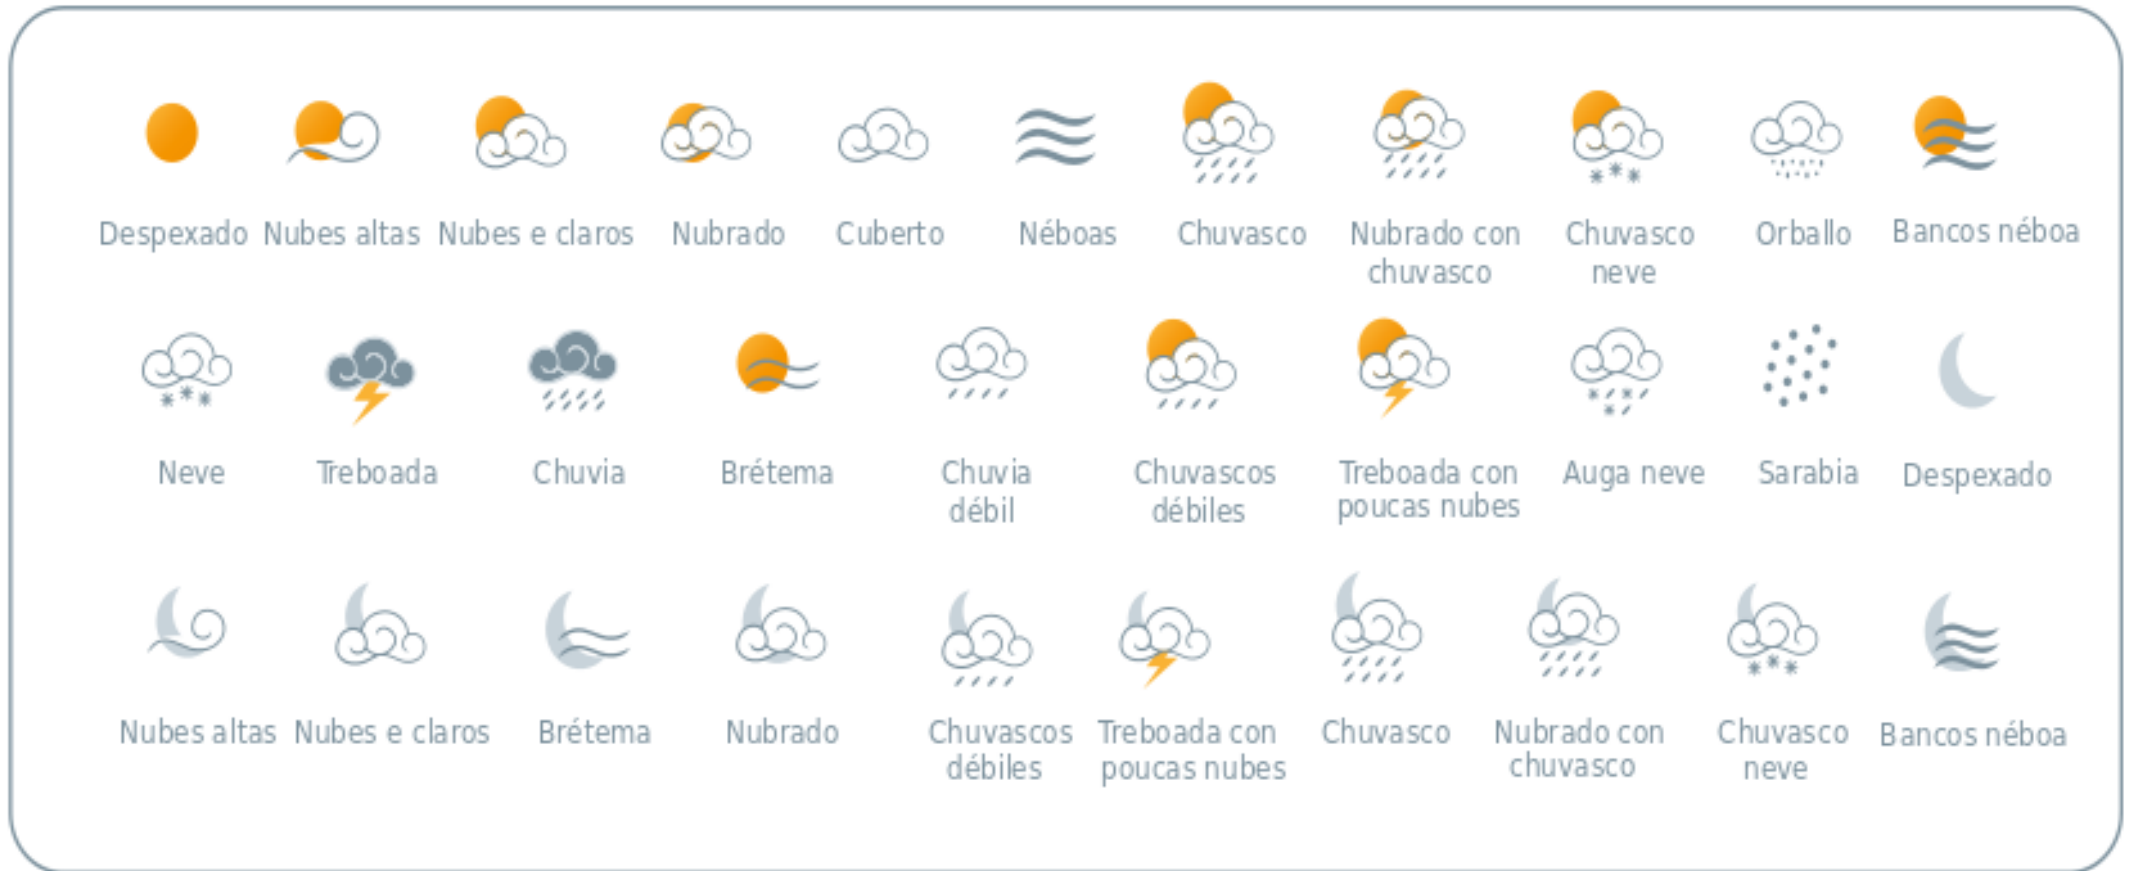 Despexado Nubes altas Nubes e claros Nubrado Cuberto Néboas Chuvasco Nubrado con Chuvasco Orballo Bancos néboa
chuvasco neve
Neve Treboada Chuvia Brétema Chuvia Chuvascos Treboada con Auga neve Sarabia Despexado
débil débiles poucas nubes
Nubes altas Nubes e claros Brétema Nubrado Chuvascos Treboada con Chuvasco Nubrado con Chuvasco Bancos néboa
débiles poucas nubes chuvasco neve